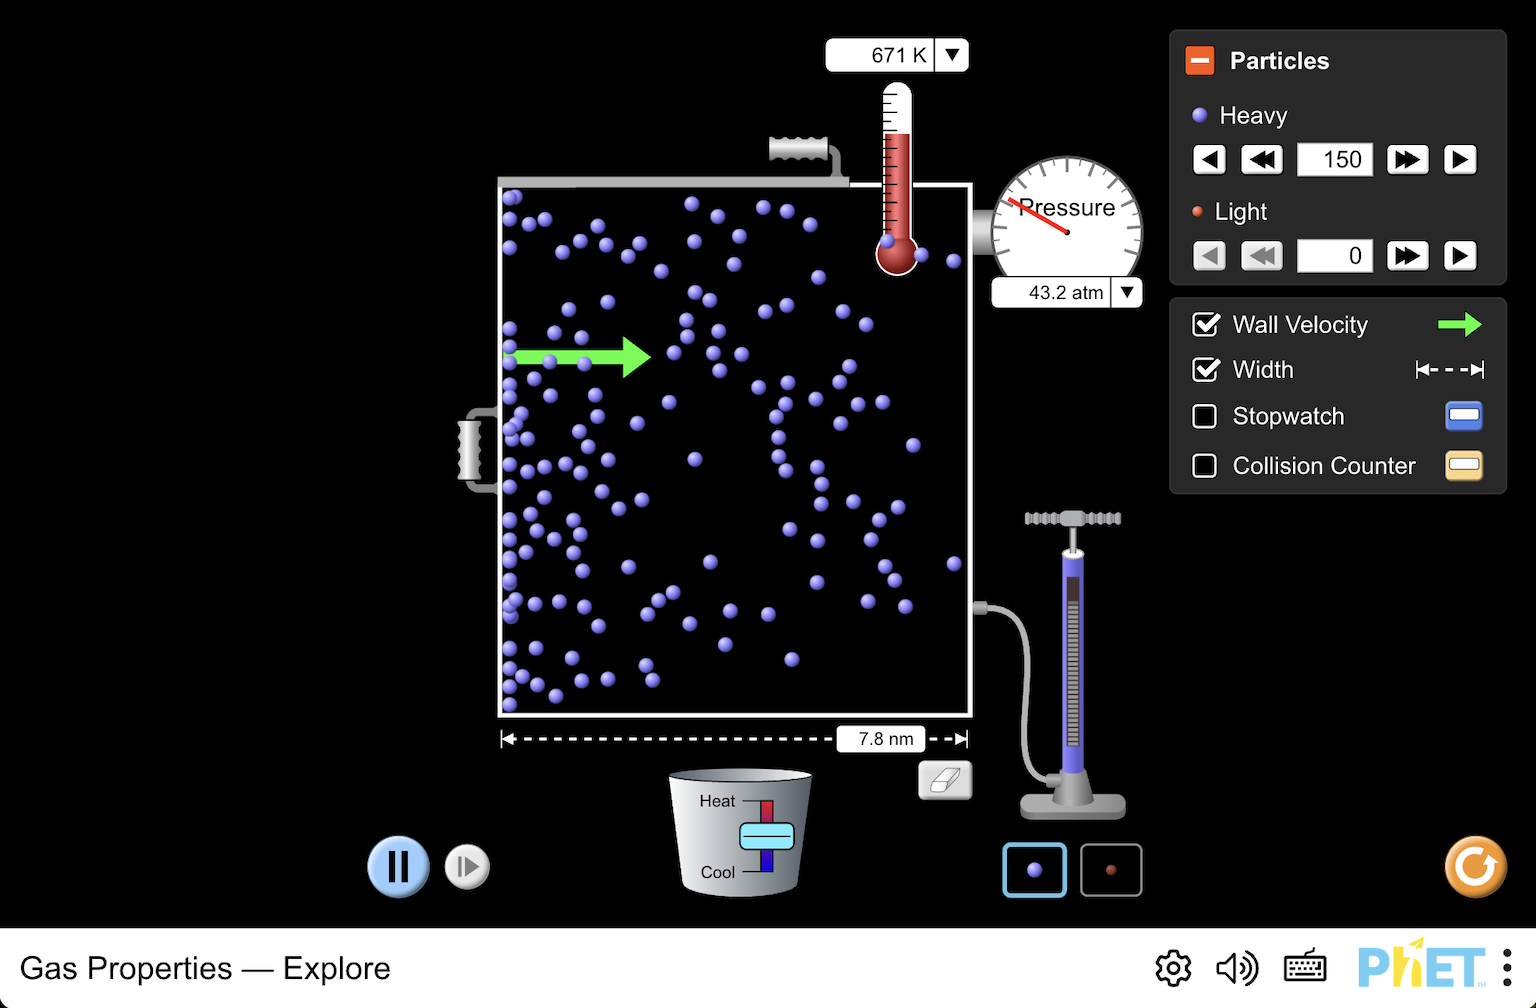 671 K
Particles
Heavy
150
Light
0
Pressure
43.2 atm
Wall Velocity
Width
Stopwatch
Collision Counter
7.8 nm
Heat
Cool
Gas Properties — Explore
PhET™